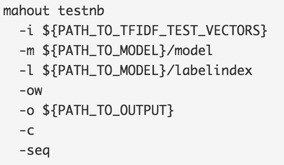 mahout testnb
-i ${PATH_TO_TFIDF_TEST_VECTORS}
-m ${PATH_TO_MODEL}/model
-l ${PATH_TO_MODEL}/labelindex
-ow
-o ${PATH_TO_OUTPUT}
-c
-seq